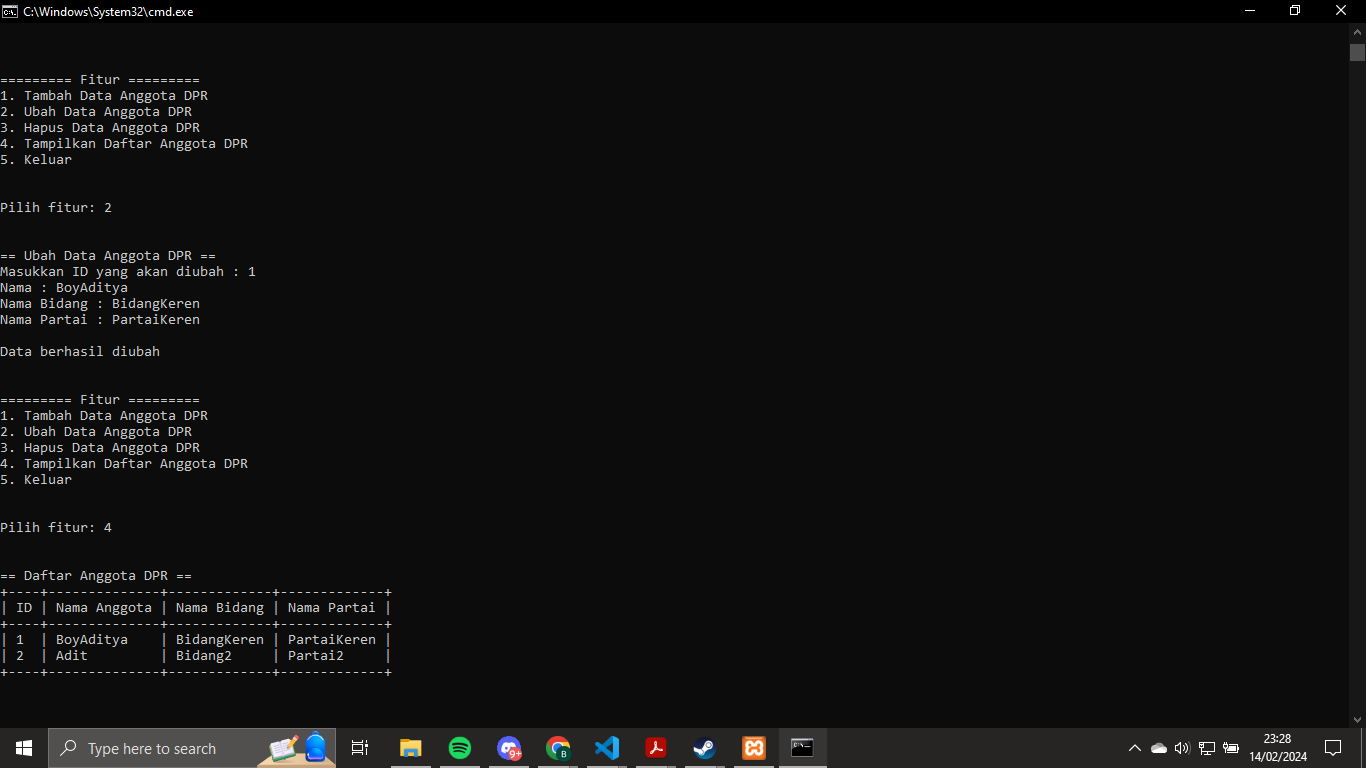 C:\Windows\System32\cmd.exe
========= Fitur =========
1. Tambah Data Anggota DPR
2. Ubah Data Anggota DPR
3. Hapus Data Anggota DPR
4. Tampilkan Daftar Anggota DPR
5. Keluar
Pilih fitur: 2
== Ubah Data Anggota DPR ==
Masukkan ID yang akan diubah : 1
Nama : BoyAditya
Nama Bidang : BidangKeren
Nama Partai : PartaiKeren
Data berhasil diubah
========= Fitur =========
1. Tambah Data Anggota DPR
2. Ubah Data Anggota DPR
3. Hapus Data Anggota DPR
4. Tampilkan Daftar Anggota DPR
5. Keluar
Pilih fitur: 4
== Daftar Anggota DPR ==
+----+--------------+-------------+-------------+
| ID | Nama Anggota | Nama Bidang | Nama Partai |
+----+--------------+-------------+-------------+
| 1  | BoyAditya    | BidangKeren | PartaiKeren |
| 2  | Adit         | Bidang2     | Partai2     |
+----+--------------+-------------+-------------+
Type here to search
9+
B
23:28
14/02/2024